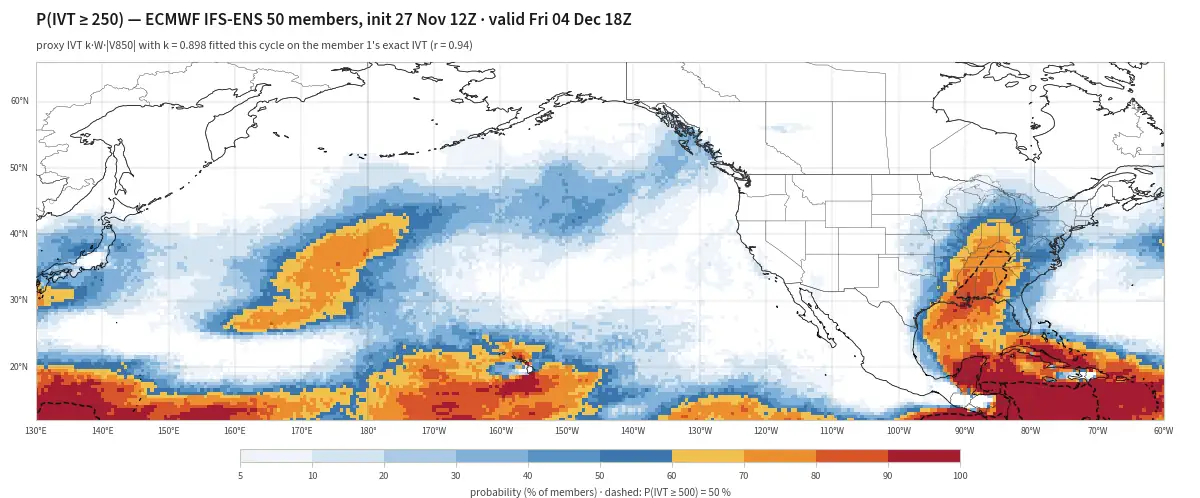 P(IVT ≥ 250) — ECMWF IFS-ENS 50 members, init 27 Nov 12Z · valid Fri 04 Dec 18Z
proxy IVT k·W·|V850| with k = 0.898 fitted this cycle on the member 1's exact IVT (r = 0.94)
60°N
50°N
40°N
30°N
20°N
130°E 140°E 150°E 160°E 170°E 180° 170°W 160°W 150°W 140°W 130°W 120°W 110°W 100°W 90°W 80°W 70°W 60°W
5 10 20 30 40 50 60 70 80 90 100
probability (% of members) · dashed: P(IVT ≥ 500) = 50 %